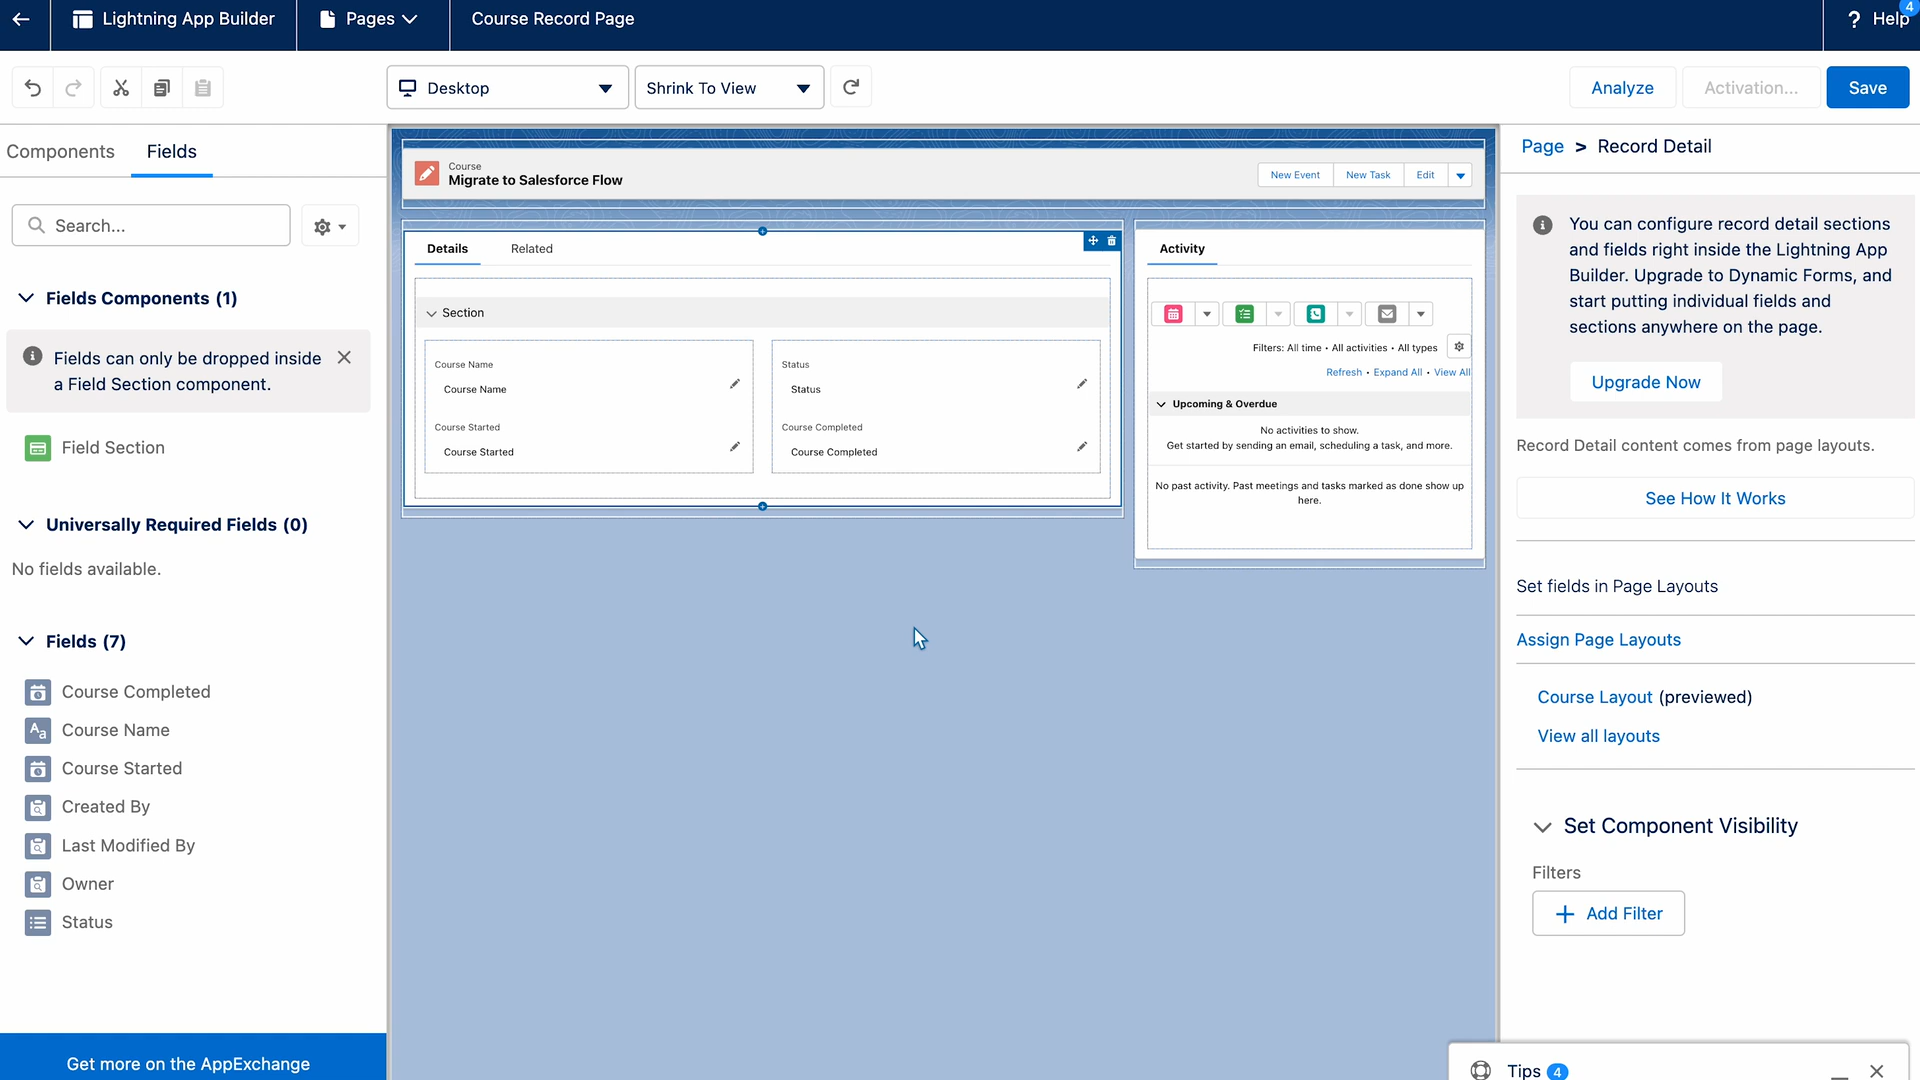 Lightning App Builder
Pages
Course Record Page
? Help
4
Desktop
Shrink To View
Analyze
Activation...
Save
Components
Fields
Search...
Fields Components (1)
Fields can only be dropped inside
a Field Section component.
Field Section
Universally Required Fields (0)
No fields available.
Fields (7)
Course Completed
Aa Course Name
Course Started
Created By
Last Modified By
Owner
Status
Get more on the AppExchange
Course
Migrate to Salesforce Flow
New Event
New Task
Edit
Details
Related
Section
Course Name
Course Name
Status
Status
Course Started
Course Started
Course Completed
Course Completed
Activity
Filters: All time • All activities • All types
Refresh • Expand All • View All
Upcoming & Overdue
No activities to show.
Get started by sending an email, scheduling a task, and more.
No past activity. Past meetings and tasks marked as done show up
here.
Page > Record Detail
You can configure record detail sections
and fields right inside the Lightning App
Builder. Upgrade to Dynamic Forms, and
start putting individual fields and
sections anywhere on the page.
Upgrade Now
Record Detail content comes from page layouts.
See How It Works
Set fields in Page Layouts
Assign Page Layouts
Course Layout (previewed)
View all layouts
Set Component Visibility
Filters
+ Add Filter
Tips 4